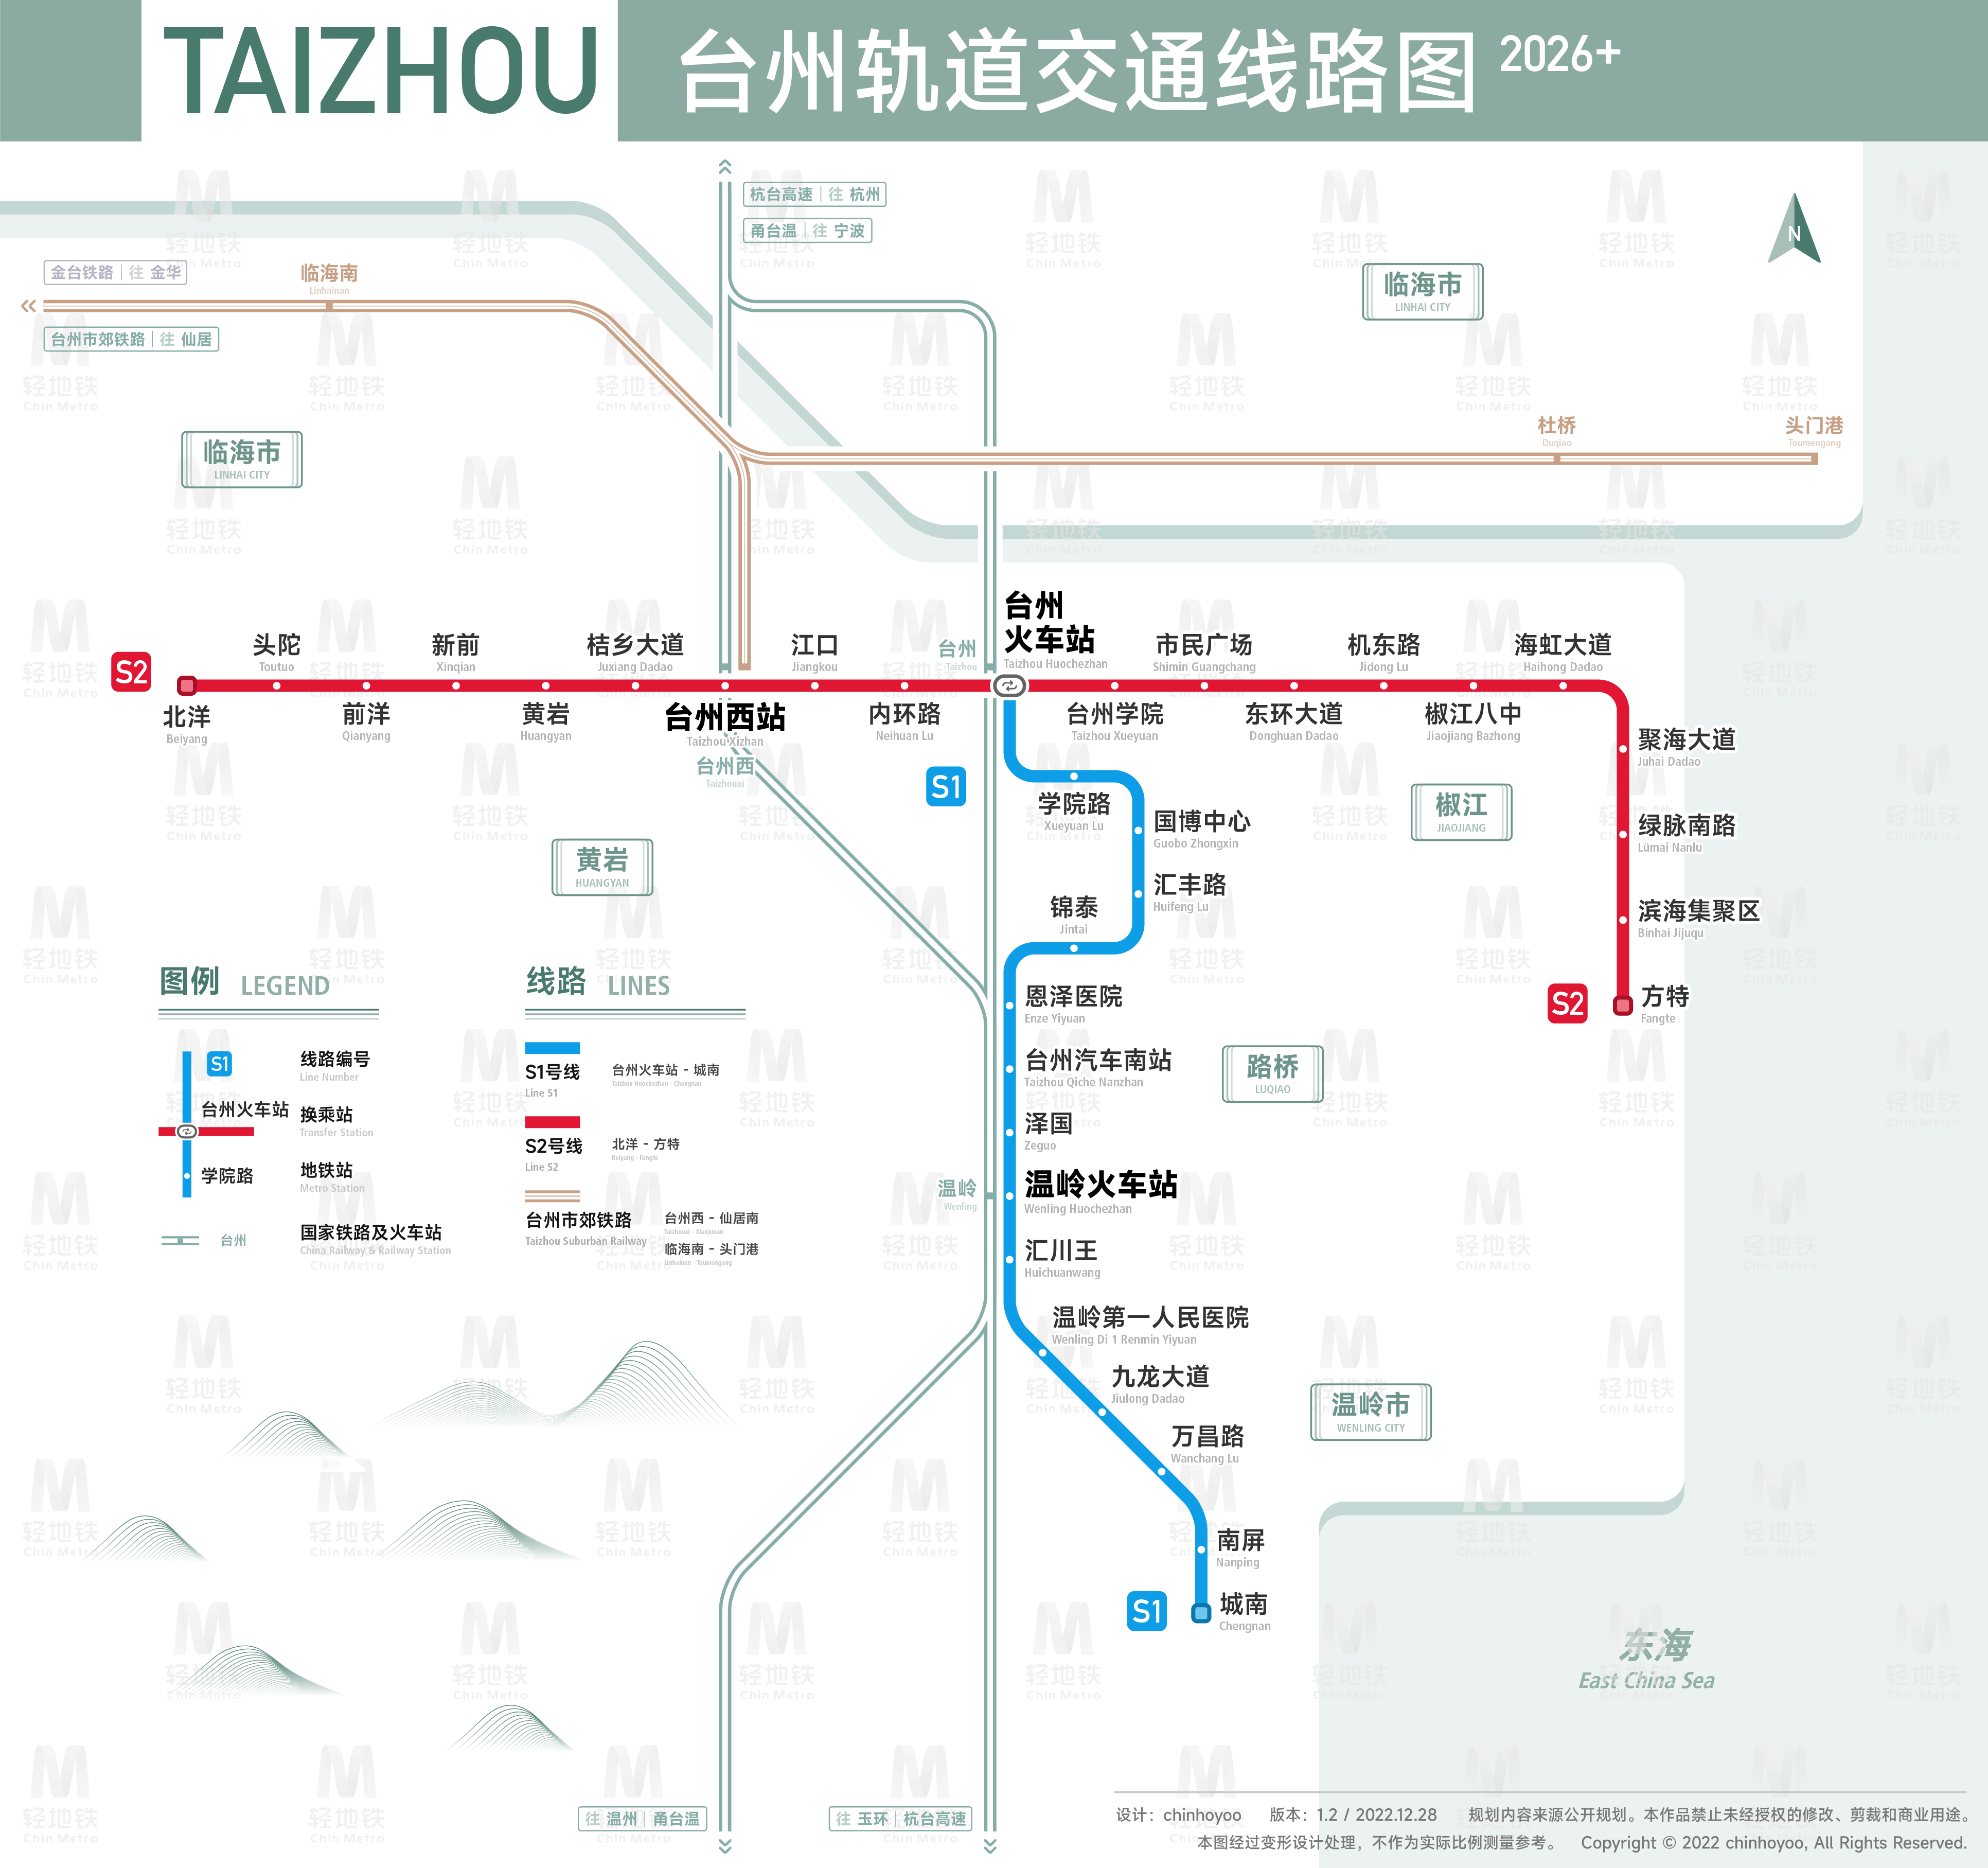 TAIZHOU
台州轨道交通线路图 2026+
杭台高速 | 往 杭州
甬台温 | 往 宁波
N
金台铁路 | 往 金华
临海南
Linhainan
台州市郊铁路 | 往 仙居
临海市
LINHAI CITY
临海市
LINHAI CITY
杜桥
Duqiao
头门港
Toumengang
S2
北洋
Beiyang
头陀
Toutuo
前洋
Qianyang
新前
Xinqian
黄岩
Huangyan
桔乡大道
Juxiang Dadao
台州西站
Taizhou Xizhan
台州西
Taizhouxi
江口
Jiangkou
内环路
Neihuan Lu
台州
Taizhou
台州
火车站
Taizhou Huochezhan
台州学院
Taizhou Xueyuan
市民广场
Shimin Guangchang
东环大道
Donghuan Dadao
机东路
Jidong Lu
椒江八中
Jiaojiang Bazhong
海虹大道
Haihong Dadao
聚海大道
Juhai Dadao
绿脉南路
Lümai Nanlu
滨海集聚区
Binhai Jijuqu
方特
Fangte
S2
S1
学院路
Xueyuan Lu
国博中心
Guobo Zhongxin
汇丰路
Huifeng Lu
锦泰
Jintai
恩泽医院
Enze Yiyuan
台州汽车南站
Taizhou Qiche Nanzhan
泽国
Zeguo
温岭
Wenling
温岭火车站
Wenling Huochezhan
汇川王
Huichuanwang
温岭第一人民医院
Wenling Di 1 Renmin Yiyuan
九龙大道
Jiulong Dadao
万昌路
Wanchang Lu
南屏
Nanping
城南
Chengnan
S1
椒江
JIAOJIANG
黄岩
HUANGYAN
路桥
LUQIAO
温岭市
WENLING CITY
图例 LEGEND
S1
线路编号
Line Number
台州火车站
换乘站
Transfer Station
学院路
地铁站
Metro Station
台州
国家铁路及火车站
China Railway & Railway Station
线路 LINES
S1号线
Line S1
台州火车站 - 城南
Taizhou Huochezhan - Chengnan
S2号线
Line S2
北洋 - 方特
Beiyang - Fangte
台州市郊铁路
Taizhou Suburban Railway
台州西 - 仙居南
Taizhouxi - Xianjunan
临海南 - 头门港
Linhainan - Toumengang
东海
East China Sea
往 温州 | 甬台温
往 玉环 | 杭台高速
设计：chinhoyoo 版本：1.2 / 2022.12.28 规划内容来源公开规划。本作品禁止未经授权的修改、剪裁和商业用途。
本图经过变形设计处理，不作为实际比例测量参考。 Copyright © 2022 chinhoyoo, All Rights Reserved.
轻地铁
Chin Metro